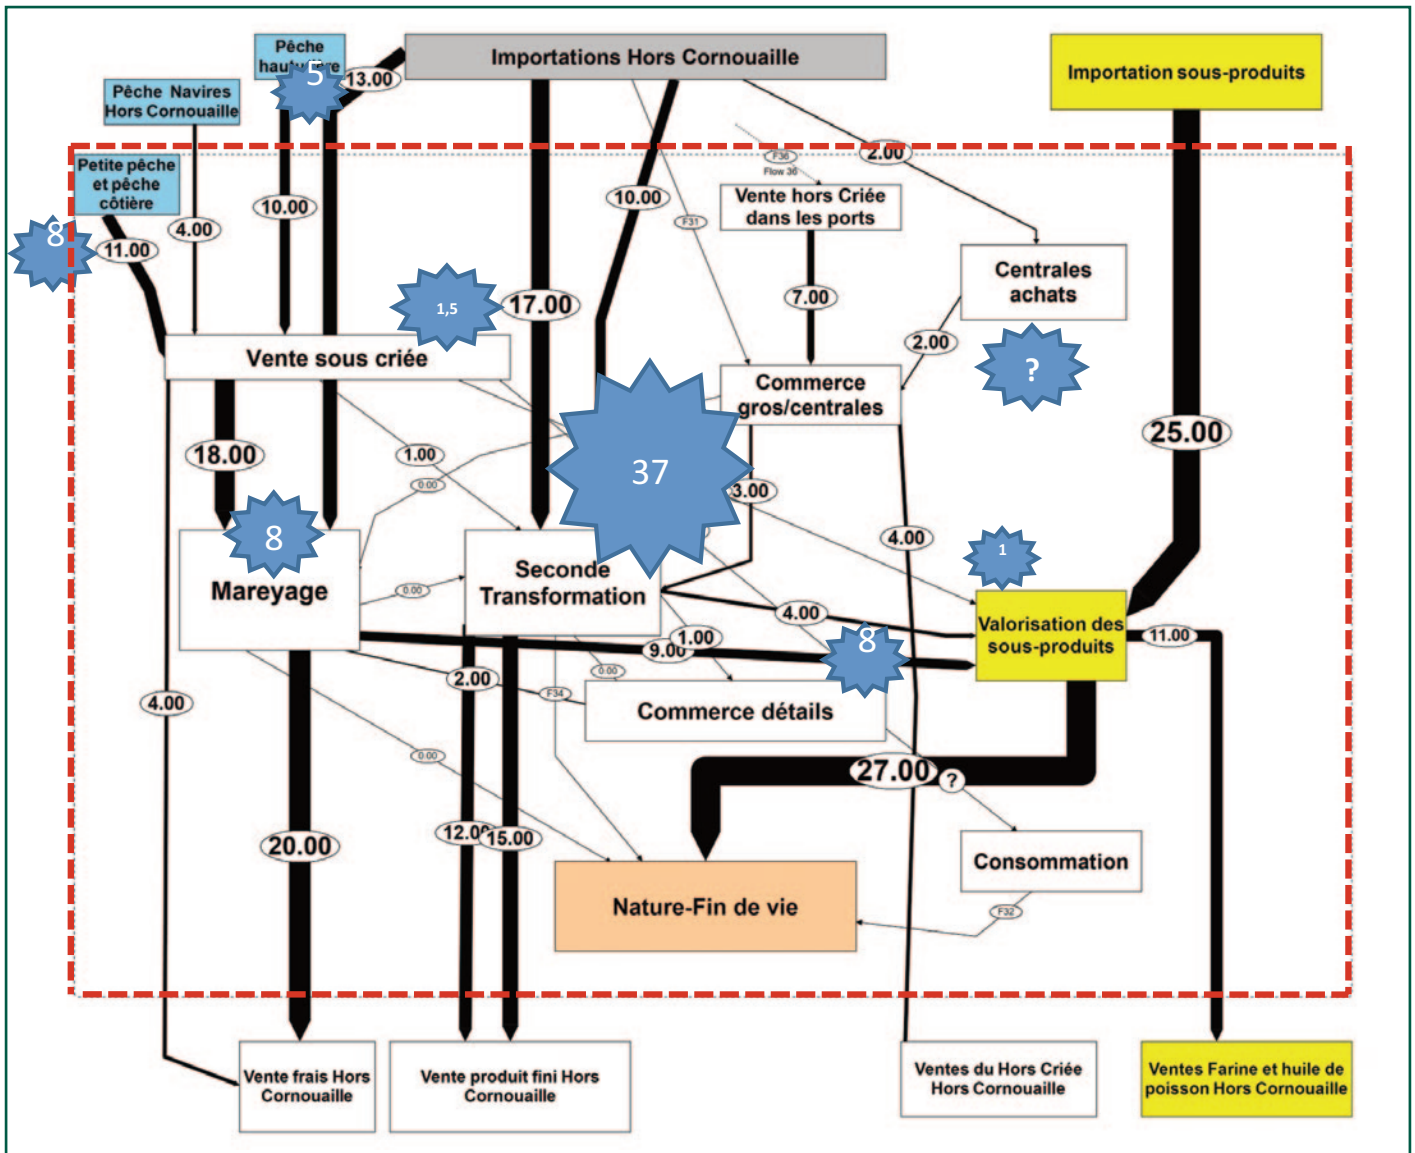 Pêche
hauturière
5
13.00
Importations Hors Cornouaille
Importation sous-produits
Pêche Navires
Hors Cornouaille
Petite pêche
et pêche
côtière
8
11.00
4.00
10.00
10.00
F31
F36
Flow 36
2.00
Vente hors Criée
dans les ports
Centrales
achats
7.00
2.00
?
1,5
17.00
Vente sous criée
Commerce
gros/centrales
25.00
18.00
1.00
0.00
37
3.00
4.00
8
Mareyage
0.00
Seconde
Transformation
1
Valorisation des
sous-produits
4.00
11.00
1.00
9.00
8
2.00
0.00
F34
Commerce détails
4.00
0.00
27.00
?
20.00
12.00
15.00
Consommation
Nature-Fin de vie
F32
Vente frais Hors
Cornouaille
Vente produit fini Hors
Cornouaille
Ventes du Hors Criée
Hors Cornouaille
Ventes Farine et huile de
poisson Hors Cornouaille